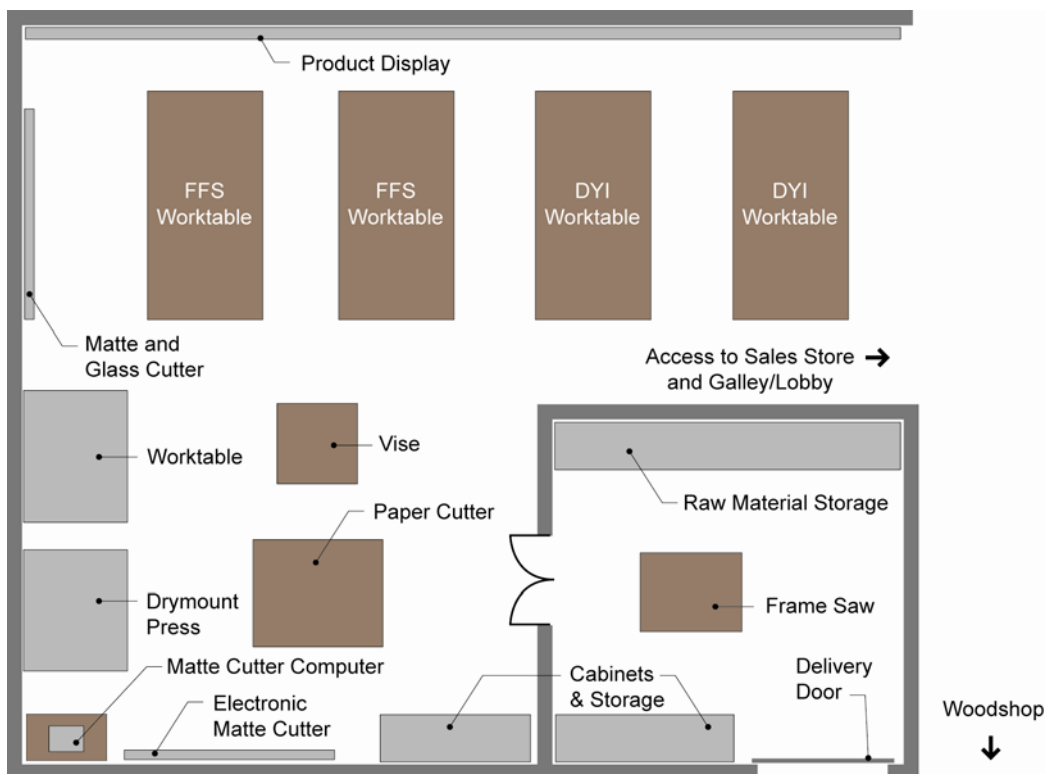 Product Display
FFS
Worktable
FFS
Worktable
DYI
Worktable
DYI
Worktable
Matte and
Glass Cutter
Access to Sales Store
and Galley/Lobby
Worktable
Vise
Raw Material Storage
Paper Cutter
Drymount
Press
Frame Saw
Matte Cutter Computer
Cabinets
& Storage
Delivery
Door
Electronic
Matte Cutter
Woodshop